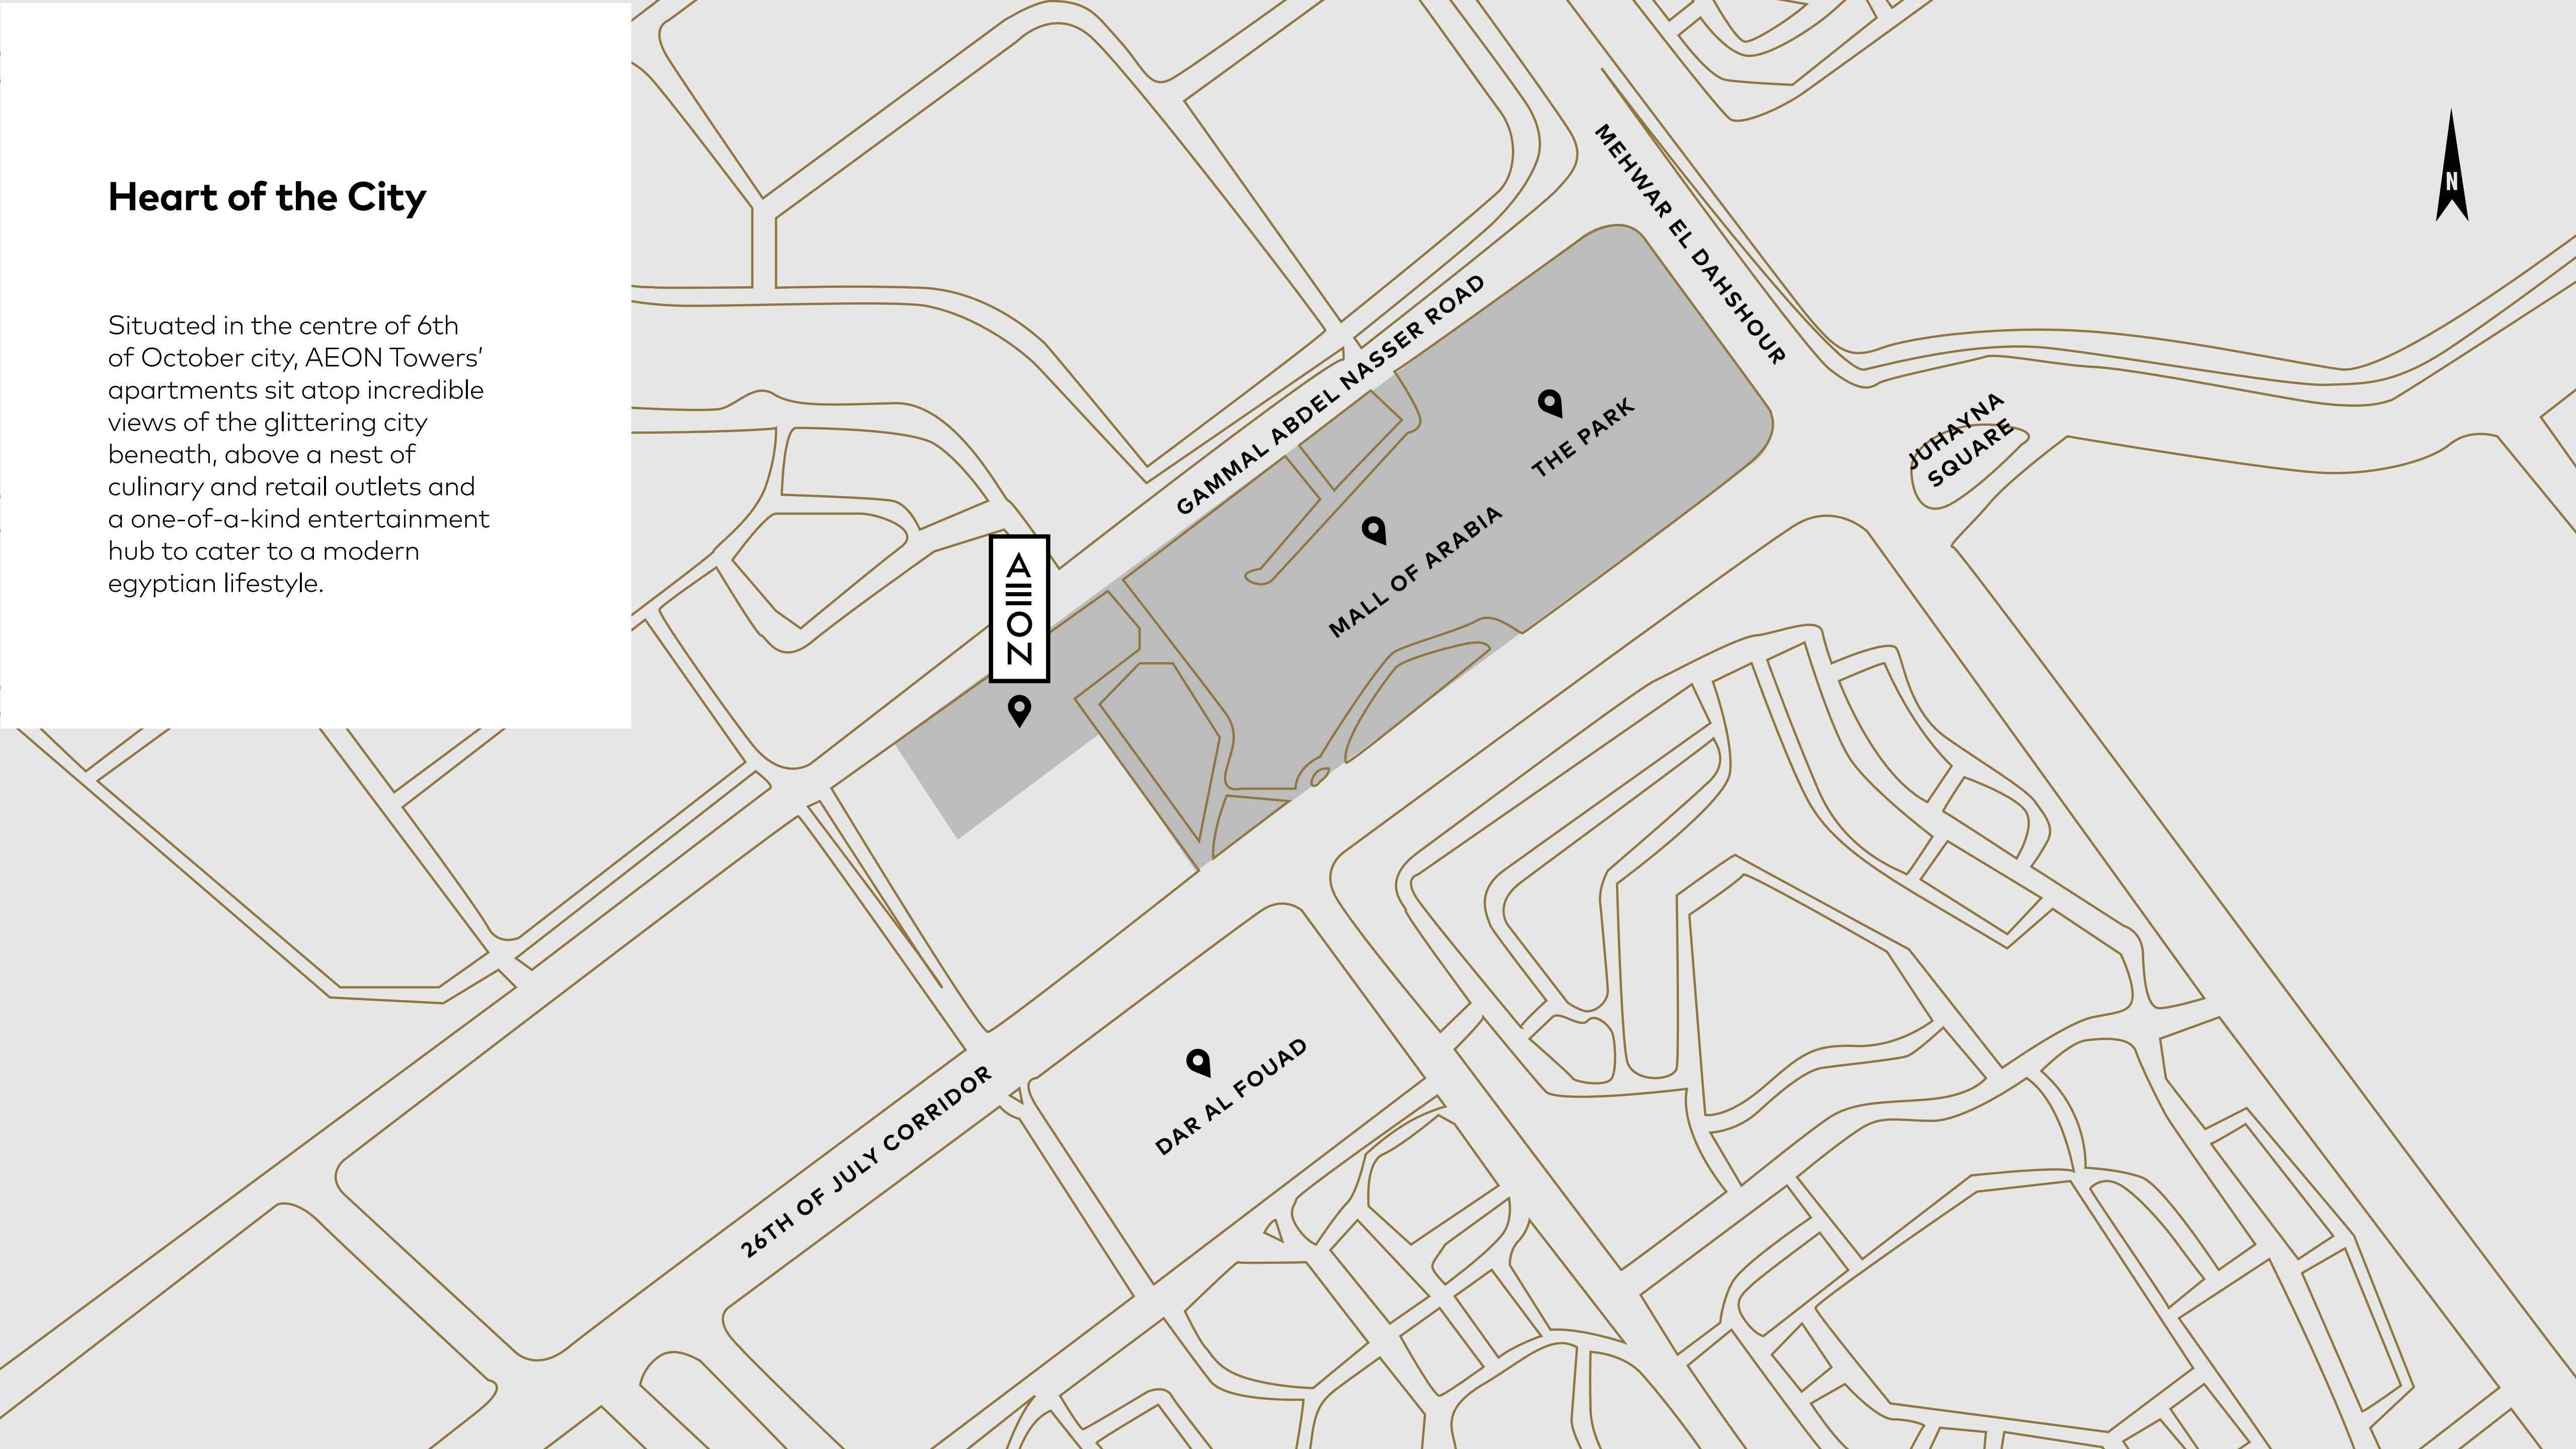 Heart of the City
Situated in the centre of 6th
of October city, AEON Towers'
apartments sit atop incredible
views of the glittering city
beneath, above a nest of
culinary and retail outlets and
a one-of-a-kind entertainment
hub to cater to a modern
egyptian lifestyle.
MEHWAR EL DAHSHOUR
N
GAMMAL ABDEL NASSER ROAD
THE PARK
JUHAYNA
SQUARE
MALL OF ARABIA
AEON
DAR AL FOUAD
26TH OF JULY CORRIDOR